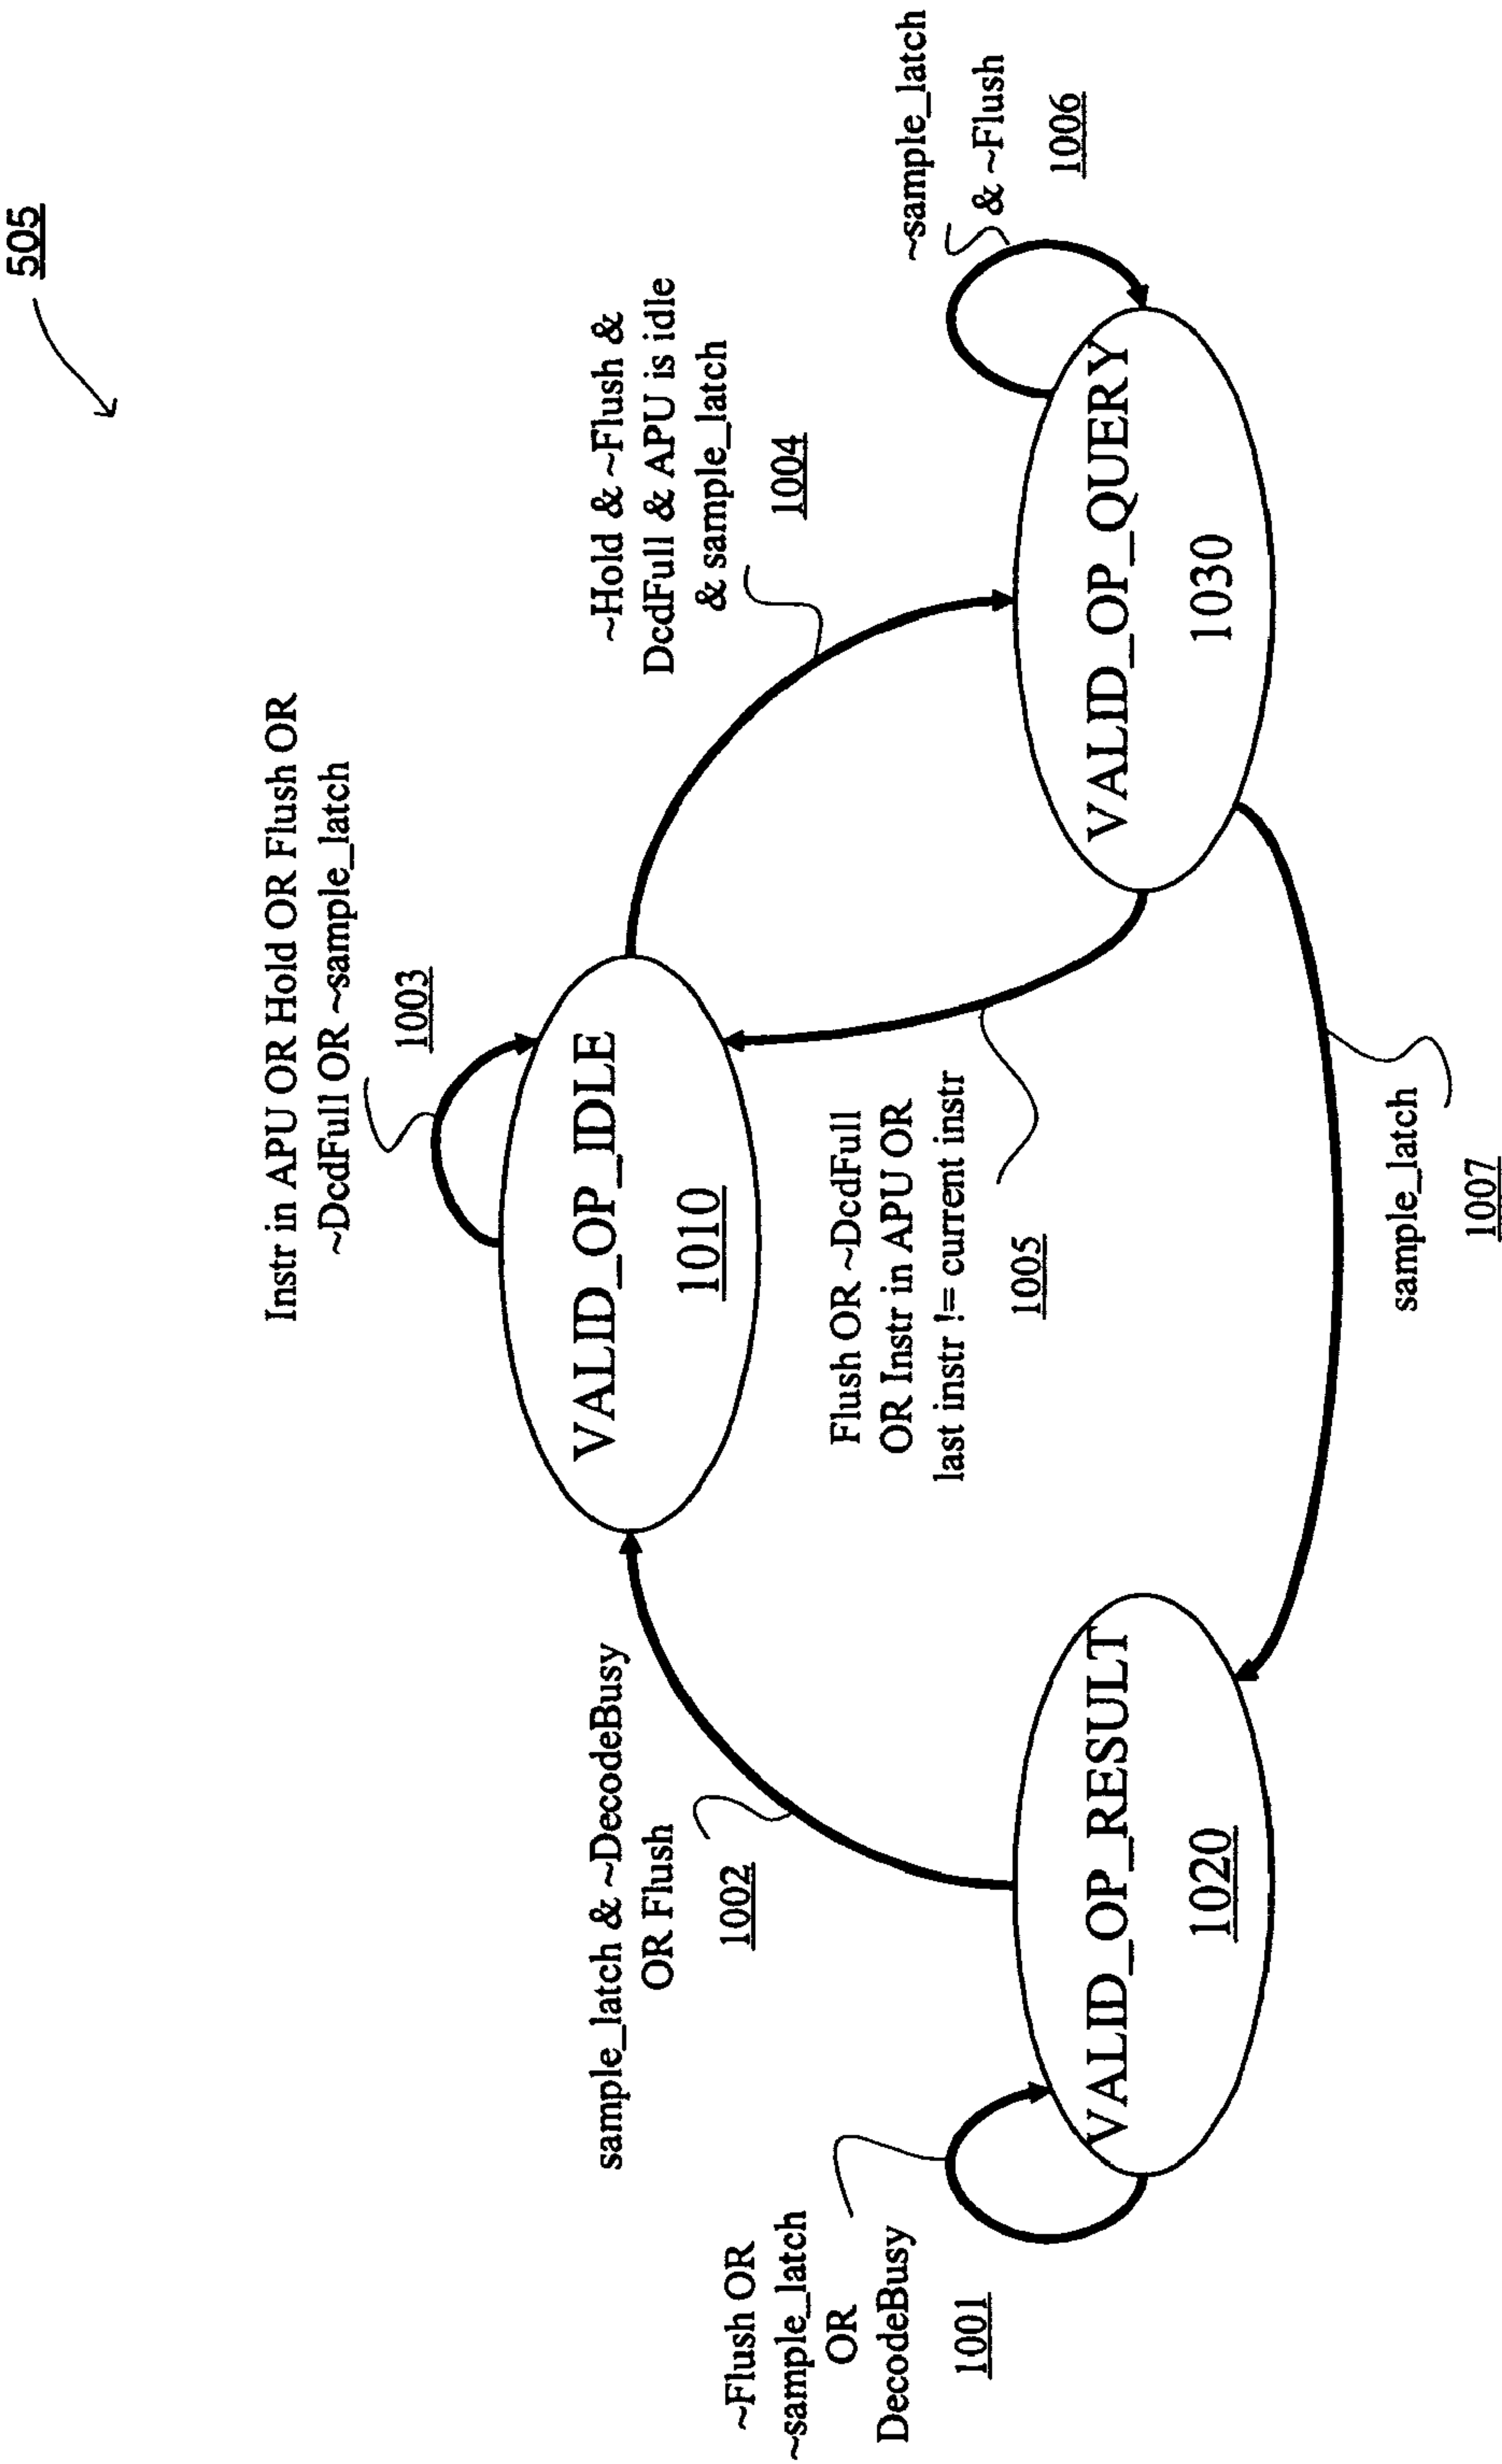 505
Instr in APU OR Hold OR Flush OR
~DcdFull OR ~sample_latch
1003
~Hold & ~Flush &
DcdFull & APU is idle
& sample_latch
1004
sample_latch & ~DecodeBusy
OR Flush
1002
VALID_OP_IDLE
1010
~Flush OR
~sample_latch
OR
DecodeBusy
1001
Flush OR ~DcdFull
OR Instr in APU OR
last instr != current instr
1005
~sample_latch
& ~Flush
1006
VALID_OP_RESULT
1020
VALID_OP_QUERY
1030
sample_latch
1007